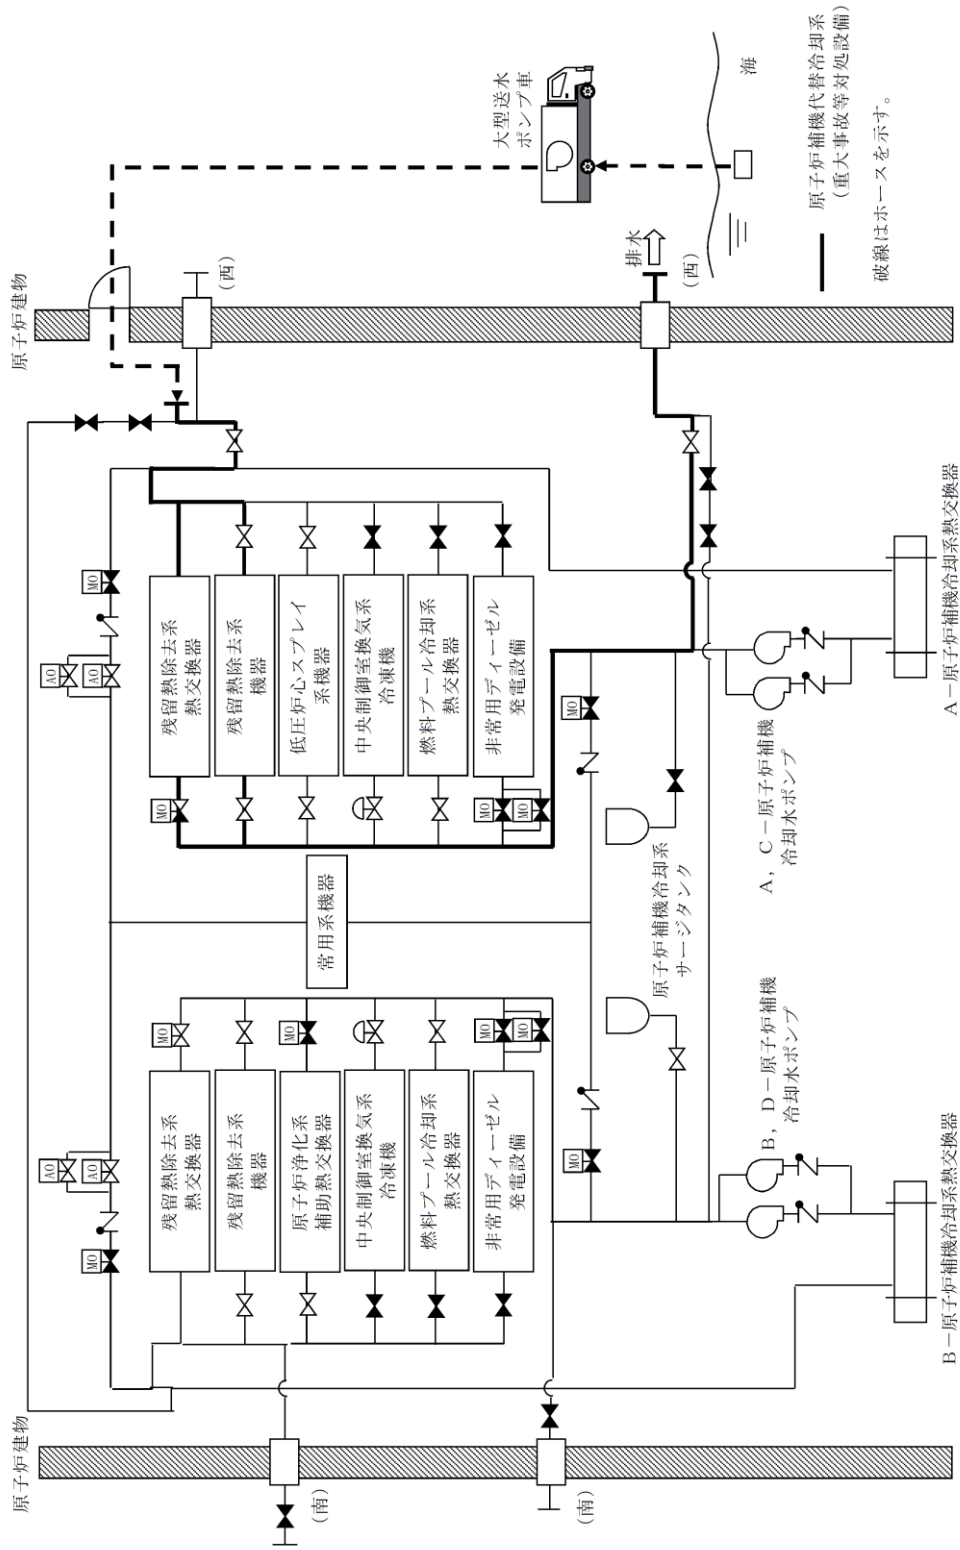 原子炉建物
(南)
(南)
B－原子炉補機冷却系熱交換器
B，D－原子炉補機
冷却水ポンプ
MO
AO
AO
残留熱除去系
熱交換器
残留熱除去系
機器
原子炉浄化系
補助熱交換器
中央制御室換気系
冷凍機
燃料プール冷却系
熱交換器
非常用ディーゼル
発電設備
MO
MO
MO
MO
MO
MO
常用系機器
原子炉補機冷却系
サージタンク
AO
AO
MO
MO
残留熱除去系
熱交換器
残留熱除去系
機器
低圧炉心スプレイ
系機器
中央制御室換気系
冷凍機
燃料プール冷却系
熱交換器
非常用ディーゼル
発電設備
MO
MO
MO
A，C－原子炉補機
冷却水ポンプ
A－原子炉補機冷却系熱交換器
原子炉建物
(西)
排水
(西)
大型送水
ポンプ車
海
原子炉補機代替冷却系
(重大事故等対処設備)
破線はホースを示す。